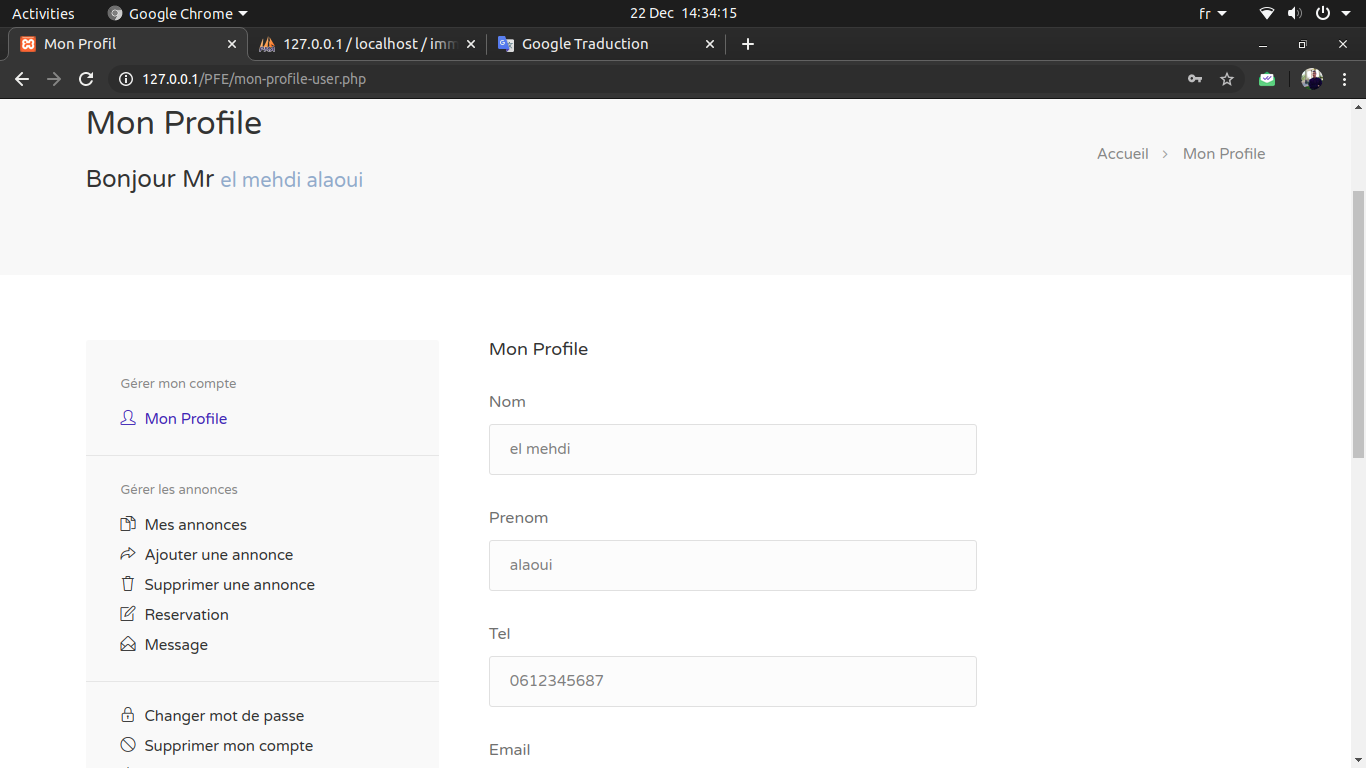 Activities
Google Chrome
22 Dec 14:34:15
fr
Mon Profil
127.0.0.1 / localhost / imm
Google Traduction
127.0.0.1/PFE/mon-profile-user.php
Mon Profile
Accueil > Mon Profile
Bonjour Mr el mehdi alaoui
Gérer mon compte
Mon Profile
Gérer les annonces
Mes annonces
Ajouter une annonce
Supprimer une annonce
Reservation
Message
Changer mot de passe
Supprimer mon compte
Mon Profile
Nom
el mehdi
Prenom
alaoui
Tel
0612345687
Email